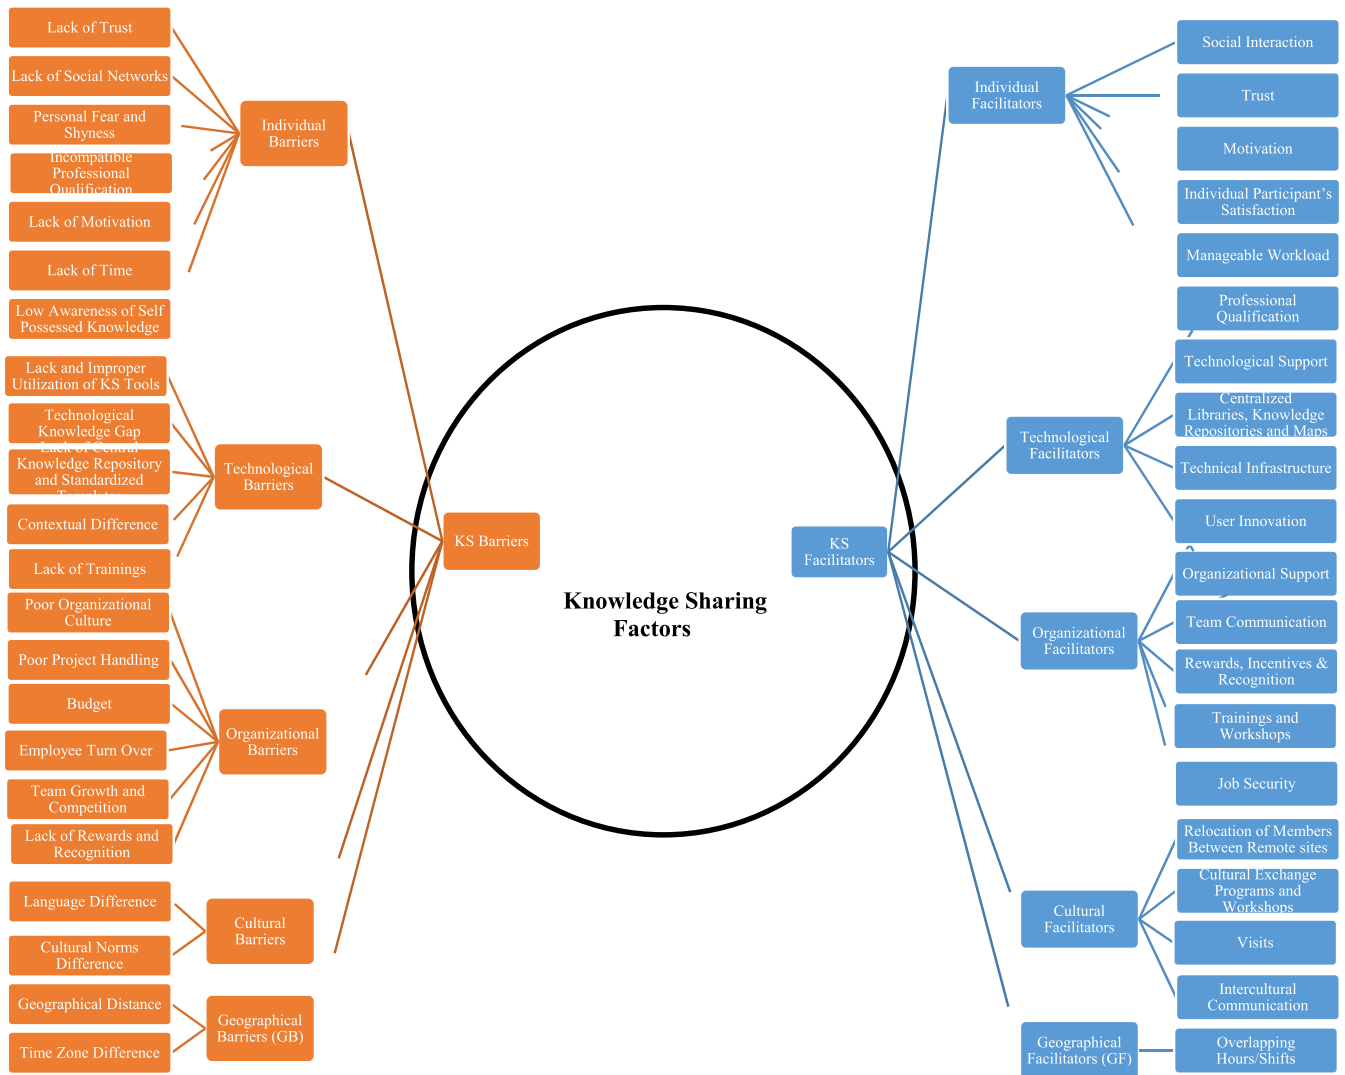 Lack of Trust
Lack of Social Networks
Personal Fear and
Shyness
Incompatible
Professional
Qualification
Lack of Motivation
Lack of Time
Low Awareness of Self
Possessed Knowledge
Individual
Barriers
Lack and Improper
Utilization of KS Tools
Technological
Knowledge Gap
Lack of Central
Knowledge Repository
and Standardized
Templates
Contextual Difference
Lack of Trainings
Technological
Barriers
Poor Organizational
Culture
Poor Project Handling
Budget
Employee Turn Over
Team Growth and
Competition
Lack of Rewards and
Recognition
Organizational
Barriers
Language Difference
Cultural Norms
Difference
Cultural
Barriers
Geographical Distance
Time Zone Difference
Geographical
Barriers (GB)
KS Barriers
Knowledge Sharing
Factors
KS
Facilitators
Individual
Facilitators
Social Interaction
Trust
Motivation
Individual Participant’s
Satisfaction
Manageable Workload
Professional
Qualification
Technological
Facilitators
Technological Support
Centralized
Libraries, Knowledge
Repositories and Maps
Technical Infrastructure
User Innovation
Organizational
Facilitators
Organizational Support
Team Communication
Rewards, Incentives &
Recognition
Trainings and
Workshops
Job Security
Cultural
Facilitators
Relocation of Members
Between Remote sites
Cultural Exchange
Programs and
Workshops
Visits
Intercultural
Communication
Geographical
Facilitators (GF)
Overlapping
Hours/Shifts